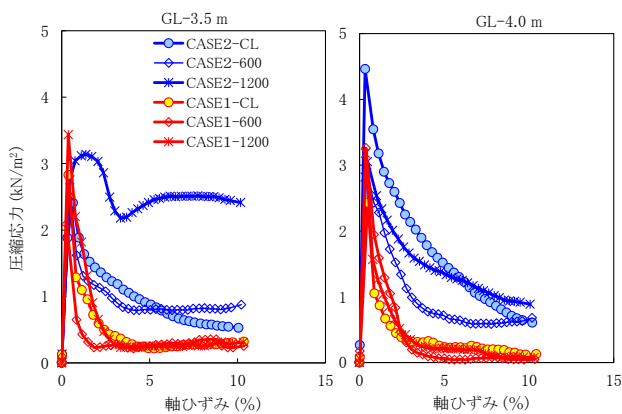 GL-3.5 m
GL-4.0 m
圧縮応力 (kN/m²)
5
4
3
2
1
0
CASE2-CL
CASE2-600
CASE2-1200
CASE1-CL
CASE1-600
CASE1-1200
0 5 10 15
軸ひずみ (%)
5
4
3
2
1
0
0 5 10 15
軸ひずみ (%)